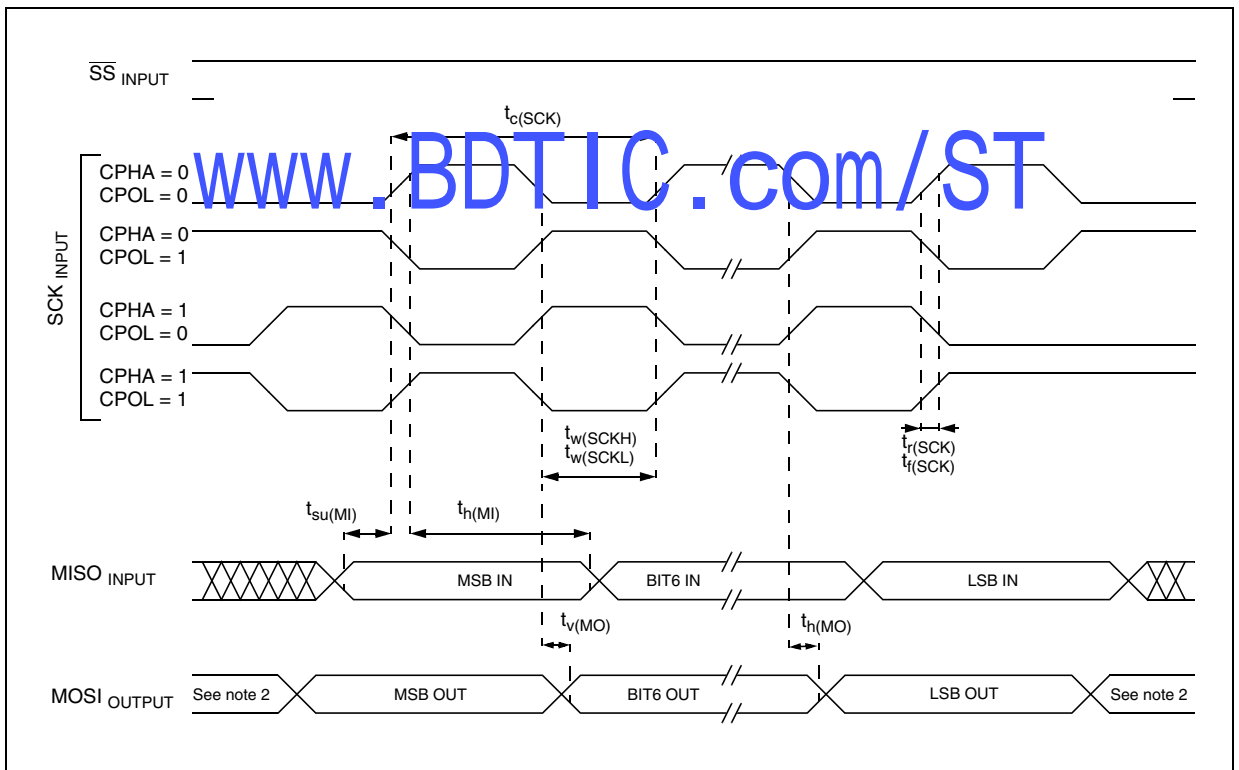 SS INPUT
tc(SCK)
www.BDTIC.com/ST
SCK INPUT
CPHA = 0
CPOL = 0
CPHA = 0
CPOL = 1
CPHA = 1
CPOL = 0
CPHA = 1
CPOL = 1
tw(SCKH)
tw(SCKL)
tr(SCK)
tf(SCK)
tsu(MI)
th(MI)
MISO INPUT
MSB IN
BIT6 IN
LSB IN
tv(MO)
th(MO)
MOSI OUTPUT
See note 2
MSB OUT
BIT6 OUT
LSB OUT
See note 2